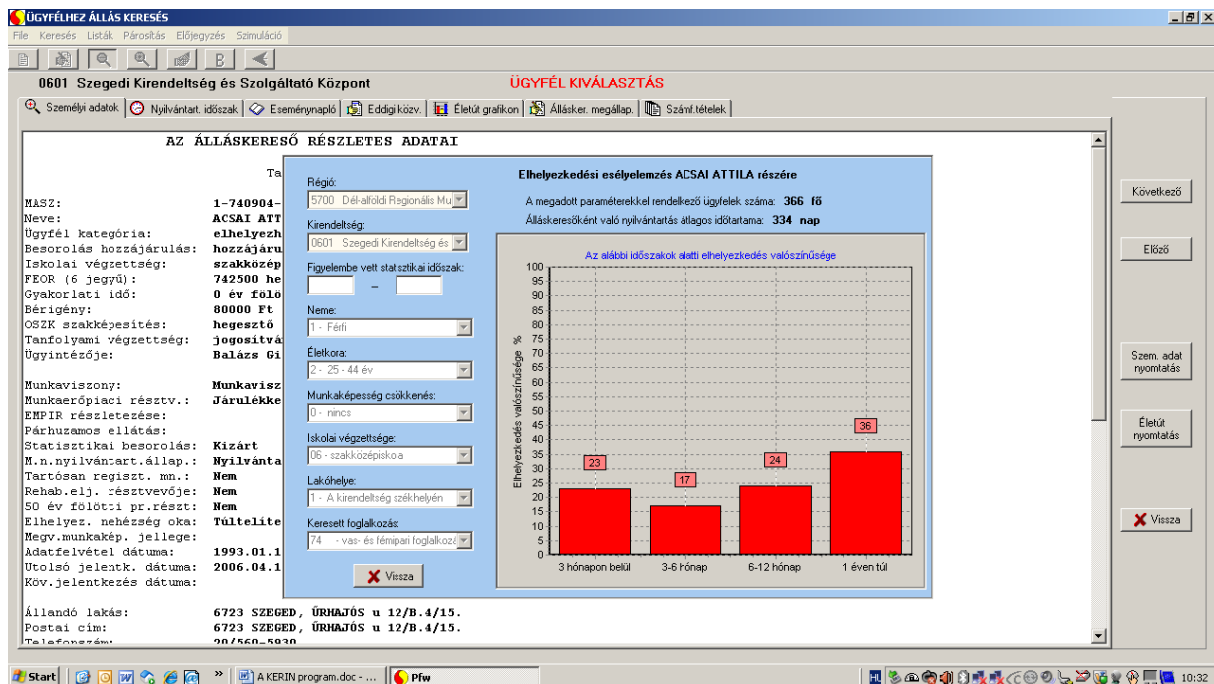 ÜGYFÉLHEZ ÁLLÁS KERESÉS
File Keresés Listák Párosítás Előjegyzés Szimuláció
0601 Szegedi Kirendeltség és Szolgáltató Központ
ÜGYFÉL KIVÁLASZTÁS
Személyi adatok
Nyilvántart. időszak
Eseménynapló
Eddigi közv.
Életút grafikon
Álláskер. megállap.
Számf.tételek
AZ ÁLLÁSKERESŐ RÉSZLETES ADATAI
Ta
MASZ: 1-740904-
Neve: ACSAI ATT
Ügyfél kategória: elhelyezh
Besorolás hozzájárulás: hozzájáru
Iskolai végzettség: szakközép
FEOR (6 jegyű): 742500 he
Gyakorlati idő: 0 év fölö
Bérigény: 80000 Ft
OSZK szakképesítés: hegesztő
Tanfolyami végzettség: jogosítvá
Ügyintézője: Balázs Gi
Munkaviszony: Munkavisz
Munkaerőpiaci résztv.: Járulékke
EMPIR részletezése:
Párhuzamos ellátás:
Statisztikai besorolás: Kizárt
M.n.nyilvántart.állap.: Nyilvánta
Tartósan regiszt. mn.: Nem
Rehab.elj. résztvevője: Nem
50 év fölötti pr.részt: Nem
Elhelyez. nehézség oka: Túltelíte
Megv.munkakép. jellege:
Adatfelvétel dátuma: 1993.01.1
Utolsó jelentk. dátuma: 2006.04.1
Köv.jelentkezés dátuma:
Állandó lakás: 6723 SZEGED, ŰRHAJÓS u 12/B.4/15.
Postai cím: 6723 SZEGED, ŰRHAJÓS u 12/B.4/15.
Telefonszám: 20/560-5930
Régió:
5700 Dél-alföldi Regionális Mu
Kirendeltség:
0601 Szegedi Kirendeltség és
Figyelembe vett statsztikai időszak:
–
Neme:
1 - Férfi
Életkora:
2 - 25 - 44 év
Munkaképesség csökkenés:
0 - nincs
Iskolai végzettsége:
06 - szakközépiskoa
Lakóhelye:
1 - A kirendeltség székhelyén
Keresett foglalkozás:
74 - vas- és fémipari foglalkozá
Vissza
Elhelyezkedési esélyelemzés ACSAI ATTILA részére
A megadott paraméterekkel rendelkező ügyfelek száma: 366 fő
Álláskeresőként való nyilvántartás átlagos időtartama: 334 nap
Az alábbi időszakok alatti elhelyezkedés valószínűsége
Elhelyezkedés valószínűsége %
100
95
90
85
80
75
70
65
60
55
50
45
40
35
30
25
20
15
10
5
0
23
17
24
36
3 hónapon belül
3-6 hónap
6-12 hónap
1 éven túl
Következő
Előző
Szem. adat
nyomtatás
Életút
nyomtatás
Vissza
Start
»
A KERIN program.doc - ...
Pfw
HU
10:32